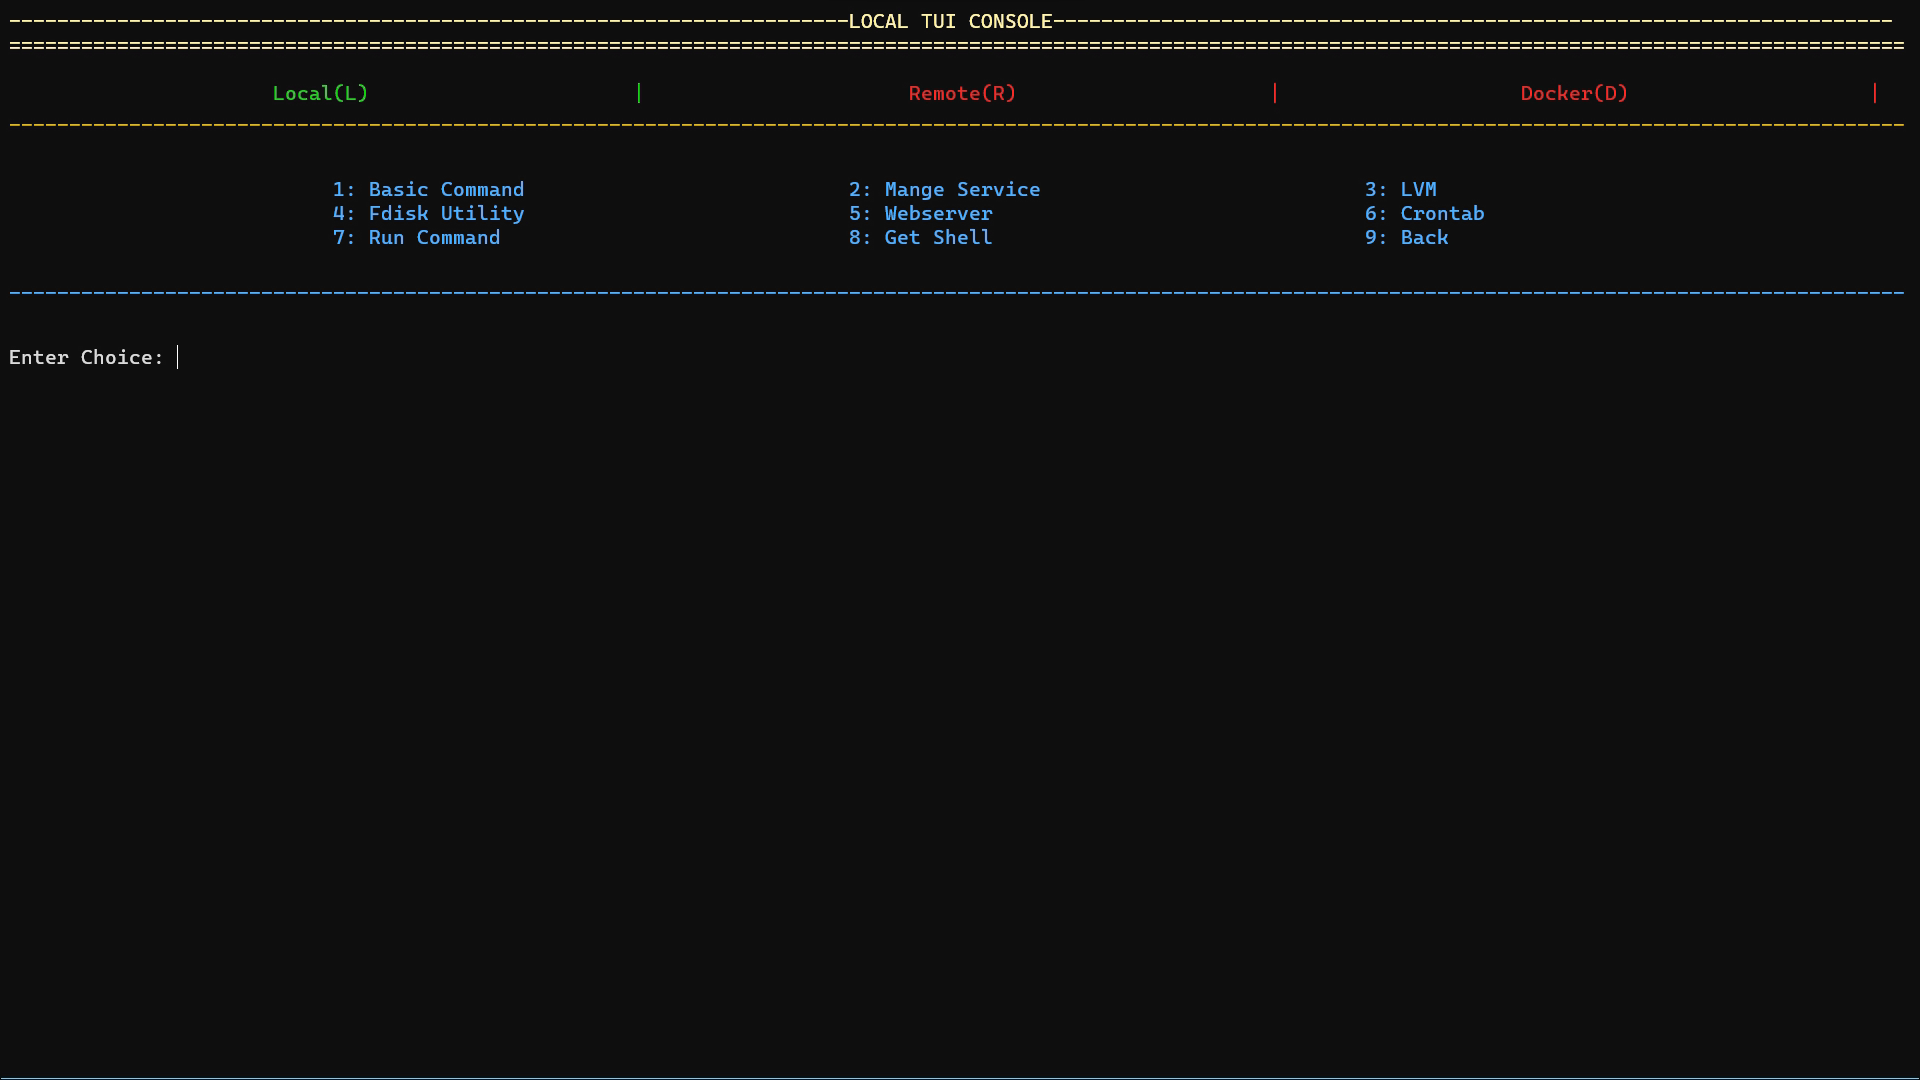 ----------------------------------------------------------------------LOCAL TUI CONSOLE----------------------------------------------------------------------
==============================================================================================================================================================
Local(L) | Remote(R) | Docker(D) |
--------------------------------------------------------------------------------------------------------------------------------------------------------------
1: Basic Command 2: Mange Service 3: LVM
4: Fdisk Utility 5: Webserver 6: Crontab
7: Run Command 8: Get Shell 9: Back
--------------------------------------------------------------------------------------------------------------------------------------------------------------
Enter Choice: